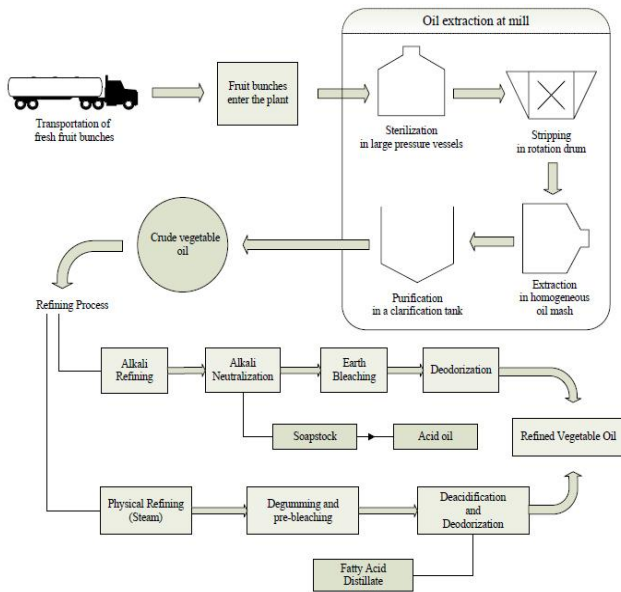 Oil extraction at mill
Transportation of
fresh fruit bunches
Fruit bunches
enter the plant
Sterilization
in large pressure vessels
Stripping
in rotation drum
Crude vegetable
oil
Purification
in a clarification tank
Extraction
in homogeneous
oil mash
Refining Process
Alkali
Refining
Alkali
Neutralization
Earth
Bleaching
Deodorization
Soapstock
Acid oil
Refined Vegetable Oil
Physical Refining
(Steam)
Degumming and
pre-bleaching
Deacidification
and
Deodorization
Fatty Acid
Distillate